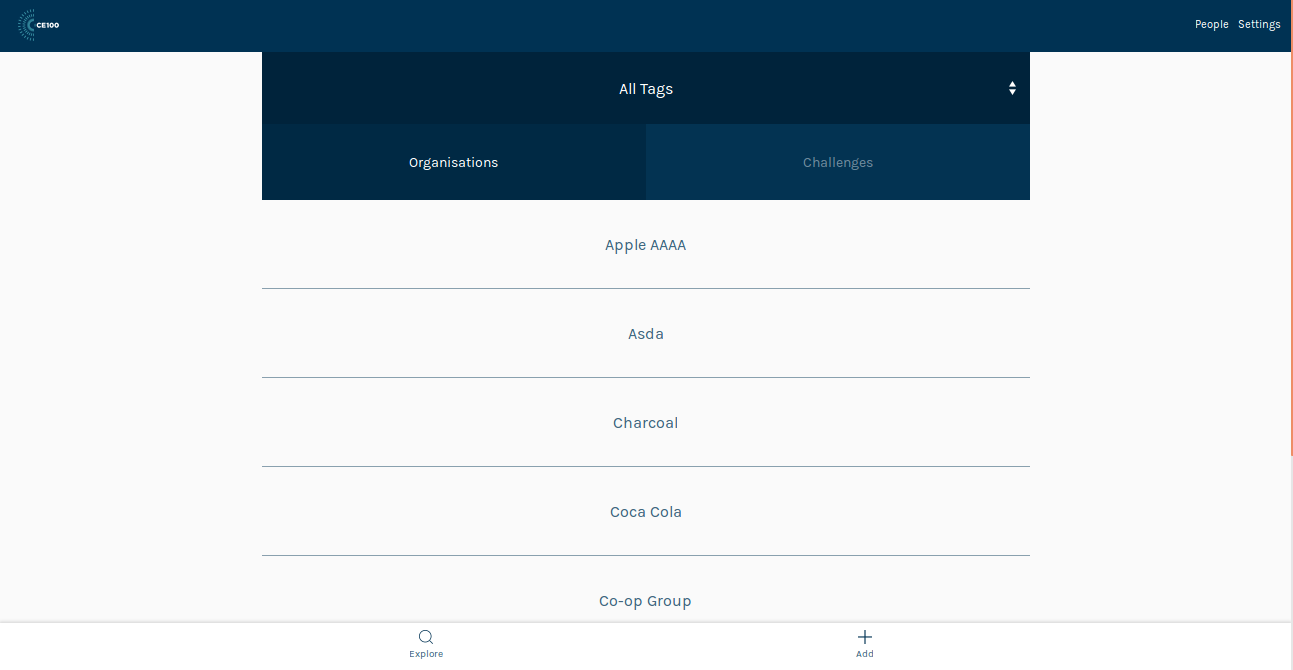 CE100
People Settings
All Tags
Organisations Challenges
Apple AAAA
Asda
Charcoal
Coca Cola
Co-op Group
Explore Add